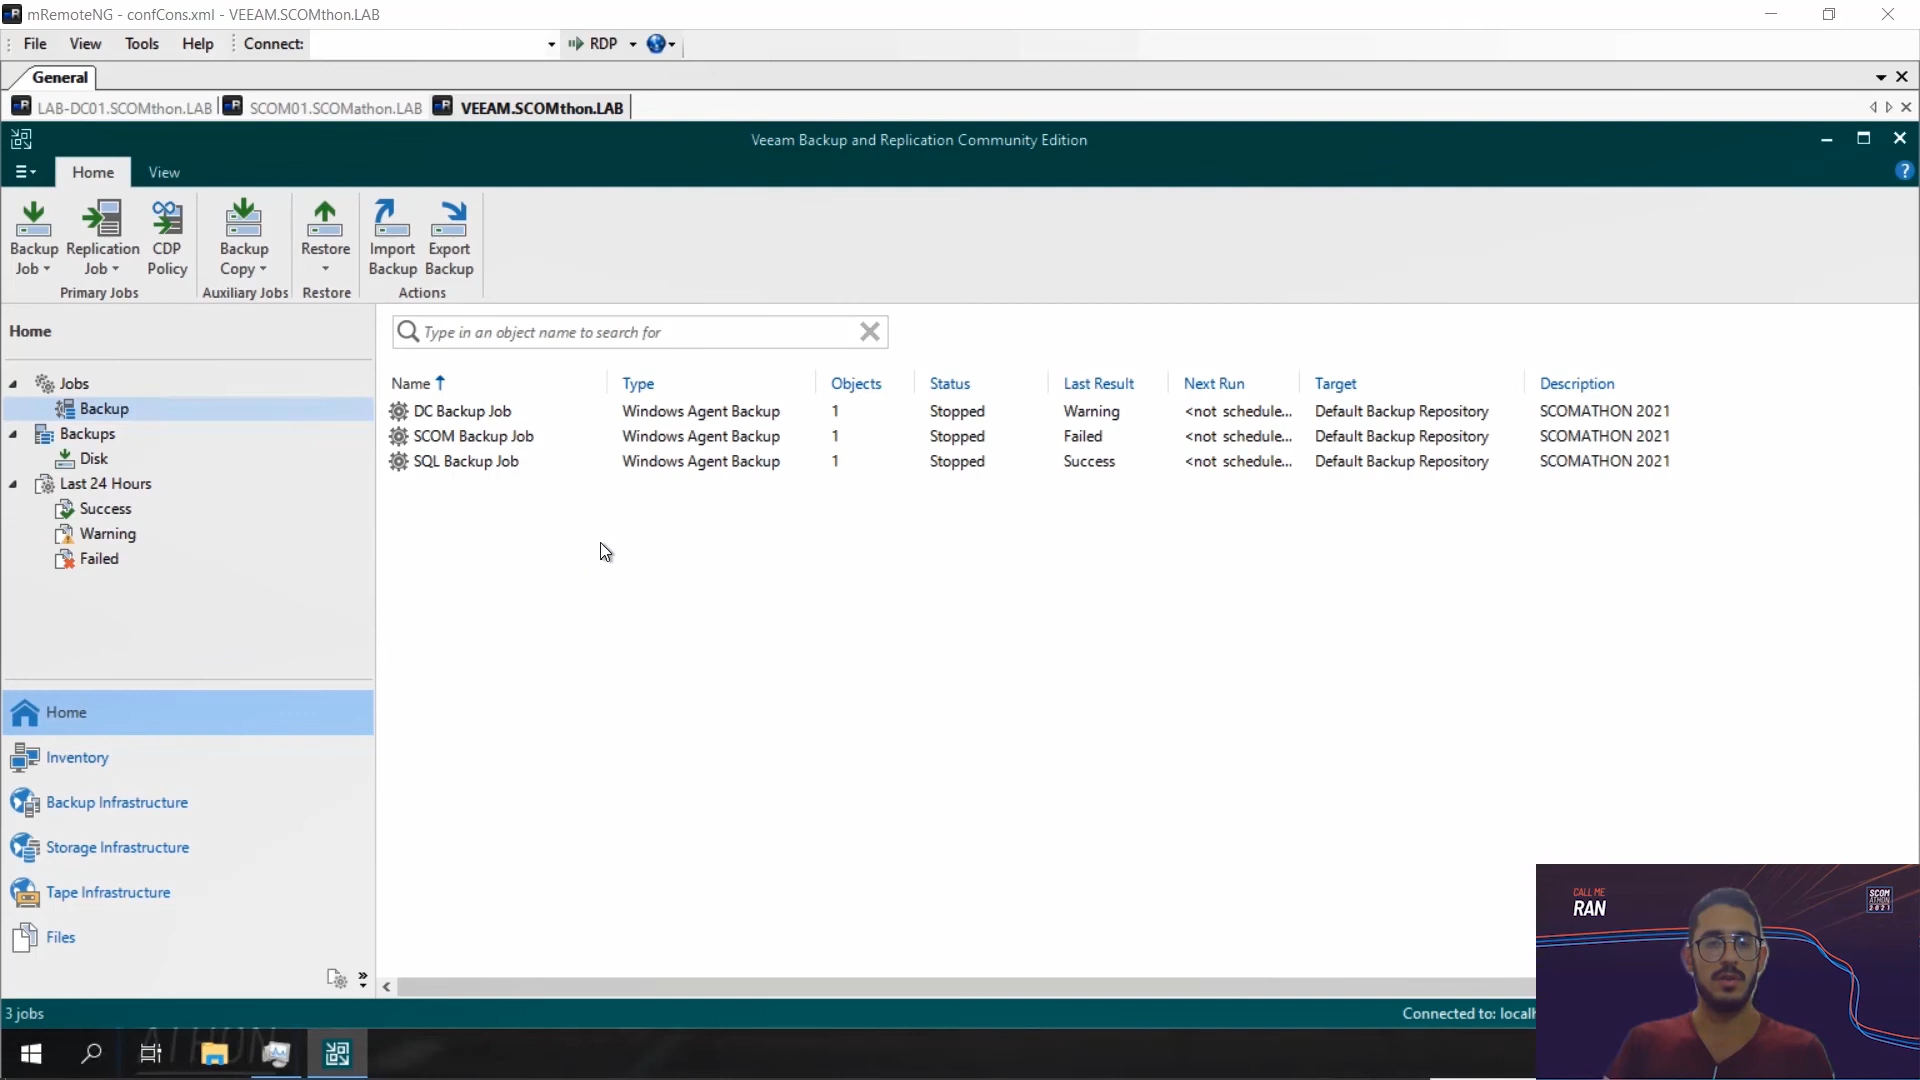 mRemoteNG - confCons.xml - VEEAM.SCOMthon.LAB
File View Tools Help Connect: RDP
General
LAB-DC01.SCOMthon.LAB SCOM01.SCOMathon.LAB VEEAM.SCOMthon.LAB
Veeam Backup and Replication Community Edition
Home View
Backup Job Replication Job CDP Policy Backup Copy Restore Import Backup Export Backup
Primary Jobs Auxiliary Jobs Restore Actions
Home
Type in an object name to search for
Jobs
Backup
Backups
Disk
Last 24 Hours
Success
Warning
Failed
Name Type Objects Status Last Result Next Run Target Description
DC Backup Job Windows Agent Backup 1 Stopped Warning <not schedule... Default Backup Repository SCOMATHON 2021
SCOM Backup Job Windows Agent Backup 1 Stopped Failed <not schedule... Default Backup Repository SCOMATHON 2021
SQL Backup Job Windows Agent Backup 1 Stopped Success <not schedule... Default Backup Repository SCOMATHON 2021
Home
Inventory
Backup Infrastructure
Storage Infrastructure
Tape Infrastructure
Files
3 jobs
Connected to: localh
CALL ME
RAN
SCOM
ATHON
2021
ATHON